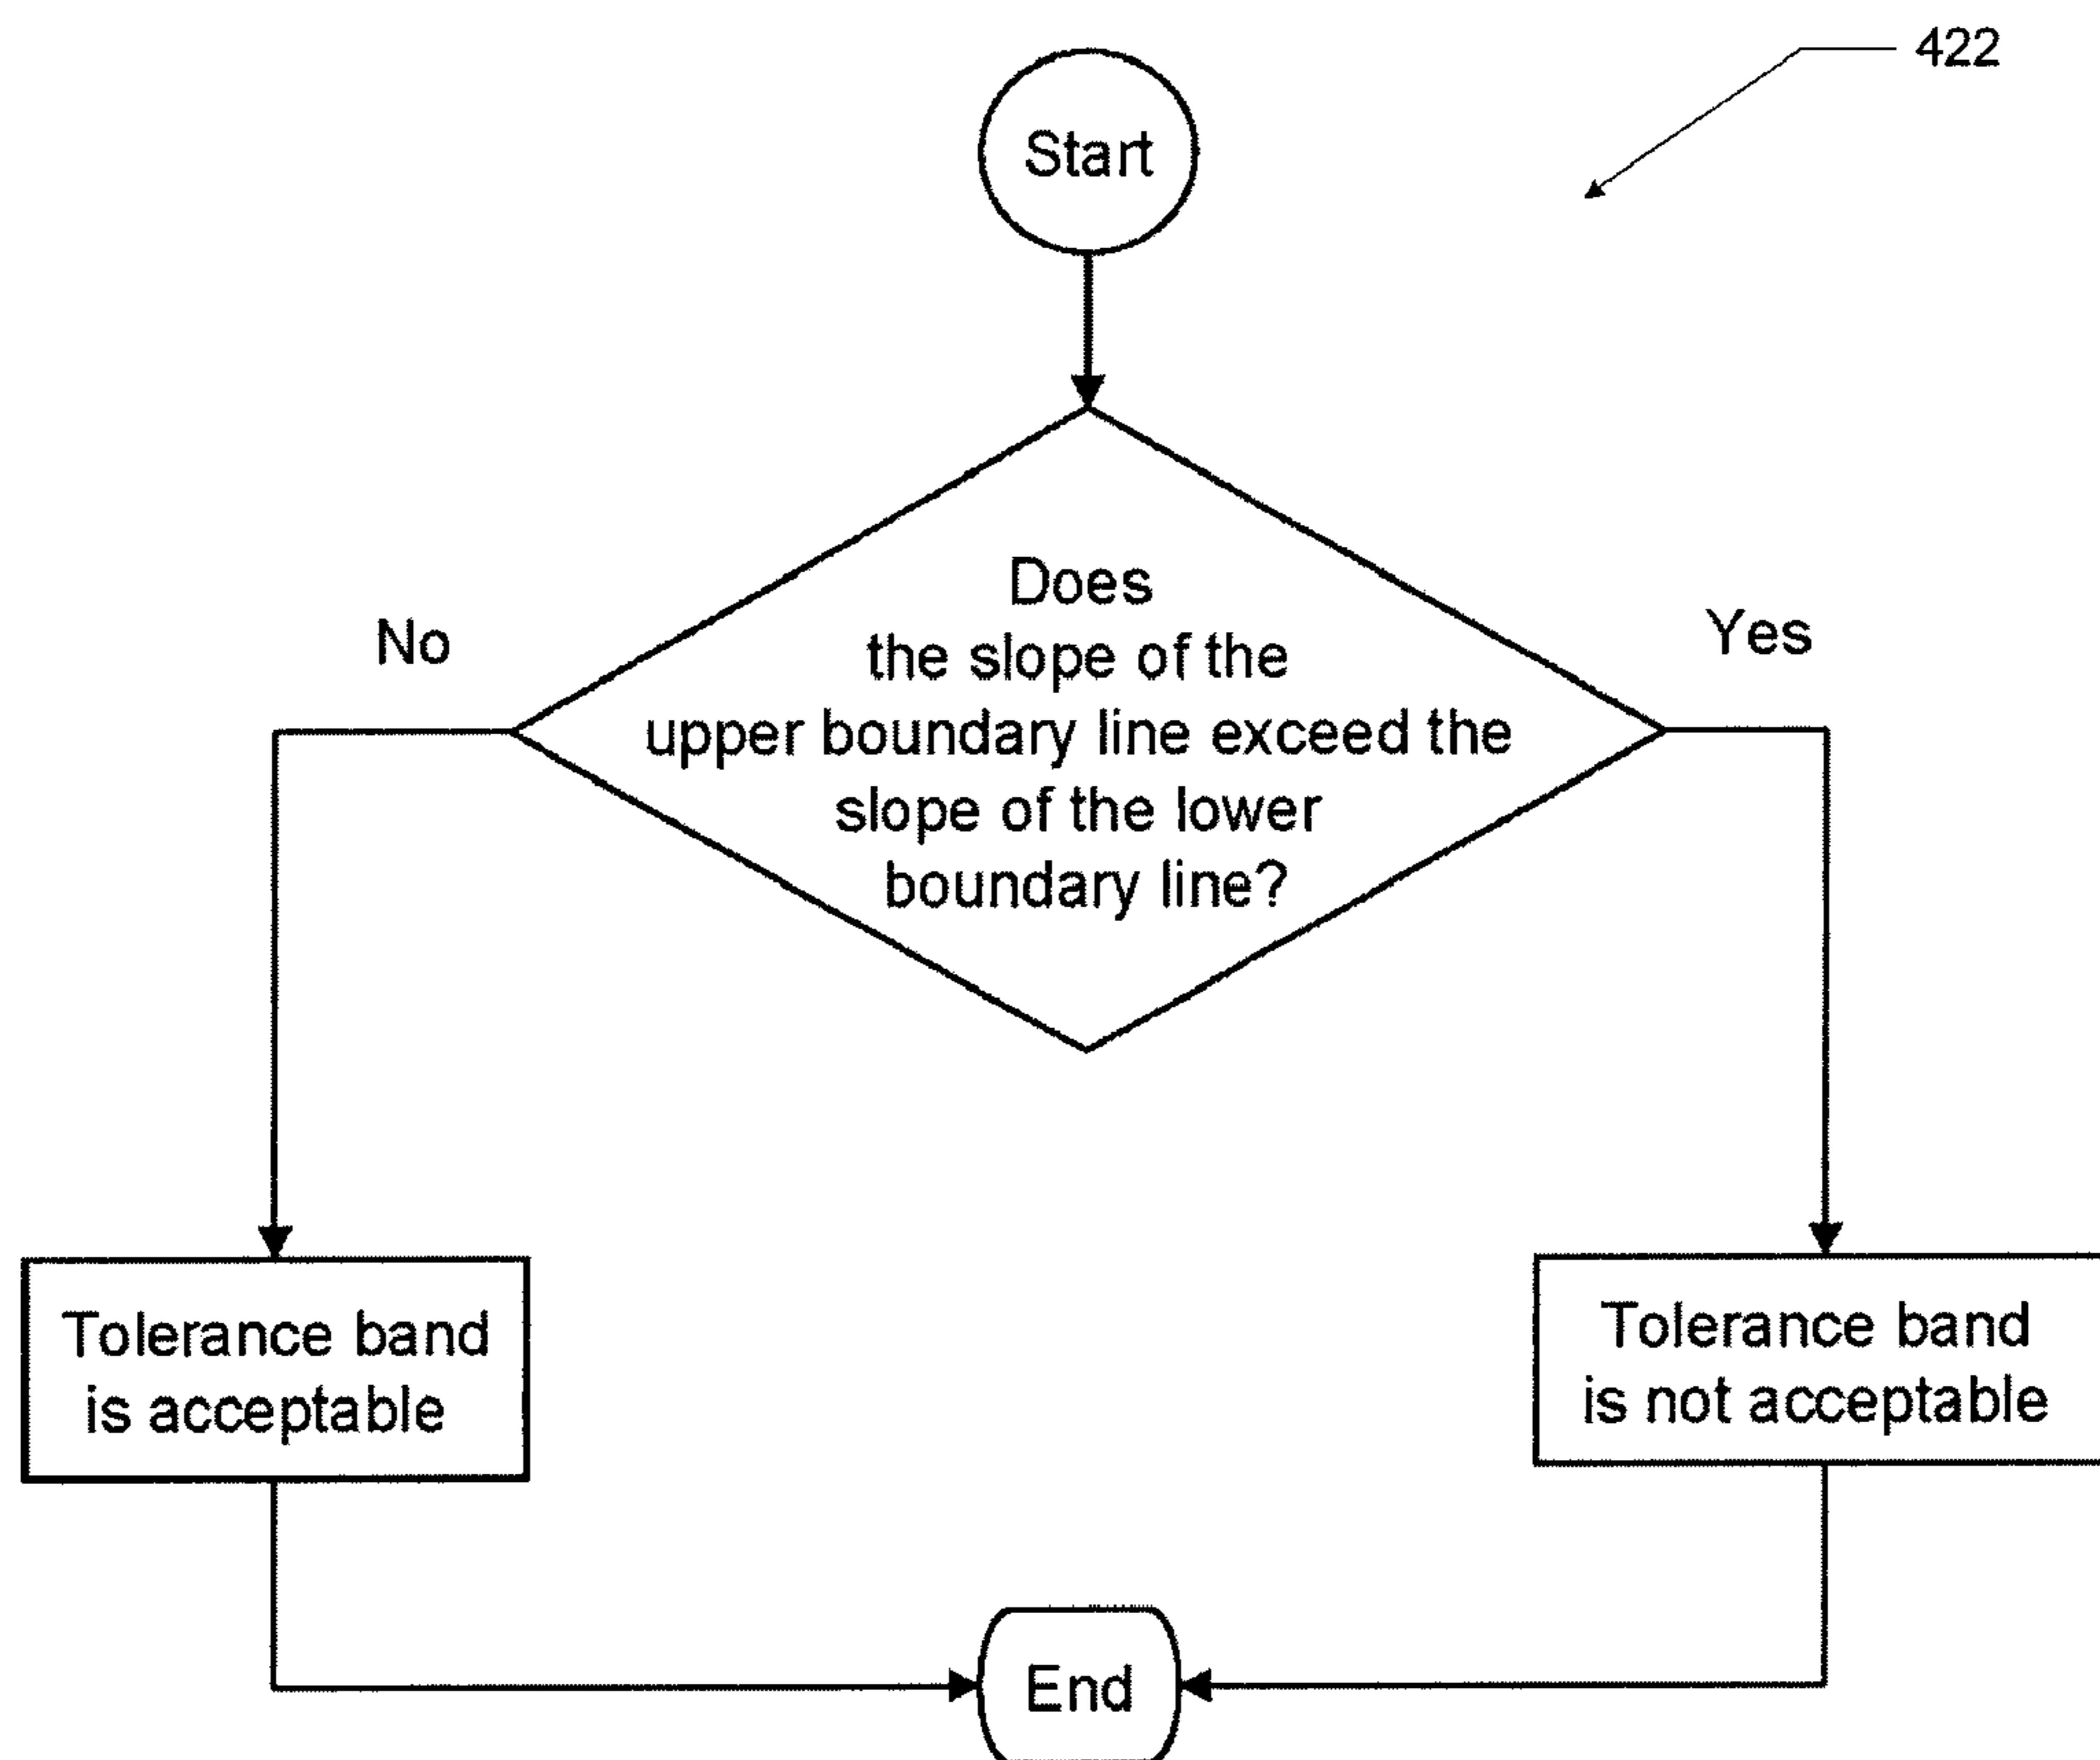 422
Start
Does
the slope of the
upper boundary line exceed the
slope of the lower
boundary line?
No
Yes
Tolerance band
is acceptable
Tolerance band
is not acceptable
End